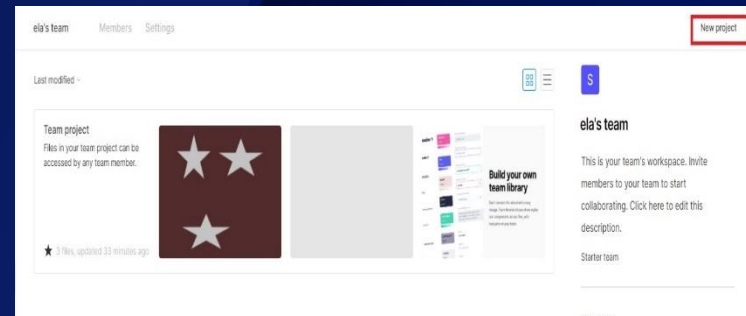 ela's team Members Settings
New project
Last modified
Team project
Files in your team project can be
accessed by any team member.
3 files, updated 33 minutes ago
Build your own
team library
S
ela's team
This is your team's workspace. Invite
members to your team to start
collaborating. Click here to edit this
description.
Starter team